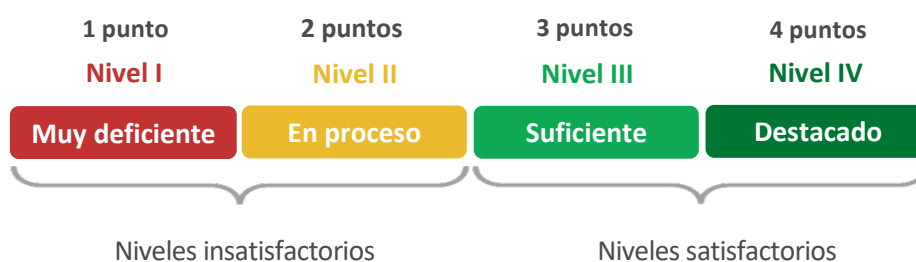 1 punto 2 puntos 3 puntos 4 puntos
Nivel I Nivel II Nivel III Nivel IV
Muy deficiente En proceso Suficiente Destacado
Niveles insatisfactorios Niveles satisfactorios